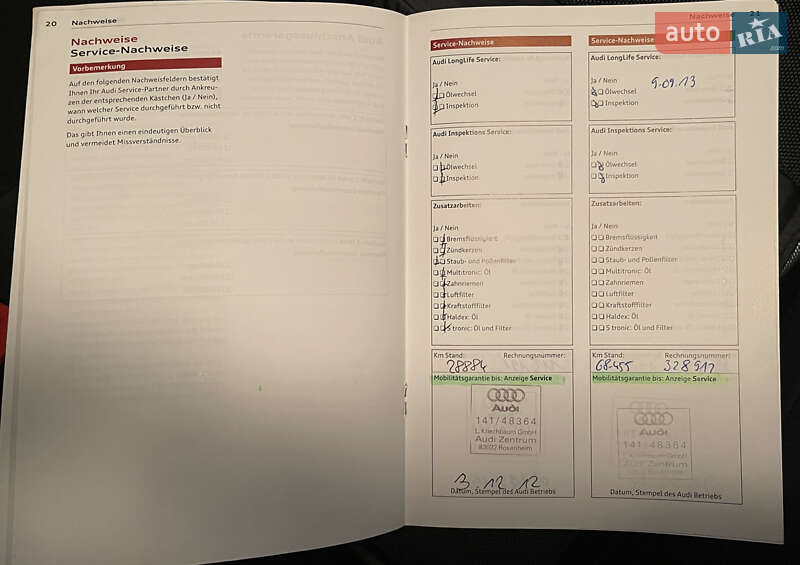 20 Nachweise
Nachweise
Service-Nachweise
Vorbemerkung
Auf den folgenden Nachweisfeldern bestätigt
Ihnen Ihr Audi Service-Partner durch Ankreu-
zen der entsprechenden Kästchen (Ja / Nein),
wann welcher Service durchgeführt bzw. nicht
durchgeführt wurde.
Das gibt Ihnen einen eindeutigen Überblick
und vermeidet Missverständnisse.
Service-Nachweise
Audi LongLife Service:
Ja / Nein
Ölwechsel
Inspektion
Audi Inspektions Service:
Ja / Nein
Ölwechsel
Inspektion
Zusatzarbeiten:
Ja / Nein
Bremsflüssigkeit
Zündkerzen
Staub- und Pollenfilter
Multitronic: Öl
Zahnriemen
Luftfilter
Kraftstofffilter
Haldex: Öl
S tronic: Öl und Filter
Km Stand: Rechnungsnummer:
28884
Mobilitätsgarantie bis: Anzeige Service
Audi
141/48364
Audi Zentrum
83022 Rosenheim
3.12.12
Datum, Stempel des Audi Betriebs
Nachweise 21
Service-Nachweise
Audi LongLife Service:
Ja / Nein
9.09.13
Ölwechsel
Inspektion
Audi Inspektions Service:
Ja / Nein
Ölwechsel
Inspektion
Zusatzarbeiten:
Ja / Nein
Bremsflüssigkeit
Zündkerzen
Staub- und Pollenfilter
Multitronic: Öl
Zahnriemen
Luftfilter
Kraftstofffilter
Haldex: Öl
S tronic: Öl und Filter
Km Stand: Rechnungsnummer:
68455 328912
Mobilitätsgarantie bis: Anzeige Service
Audi
141/48364
Audi Zentrum
Datum, Stempel des Audi Betriebs
auto RIA.com